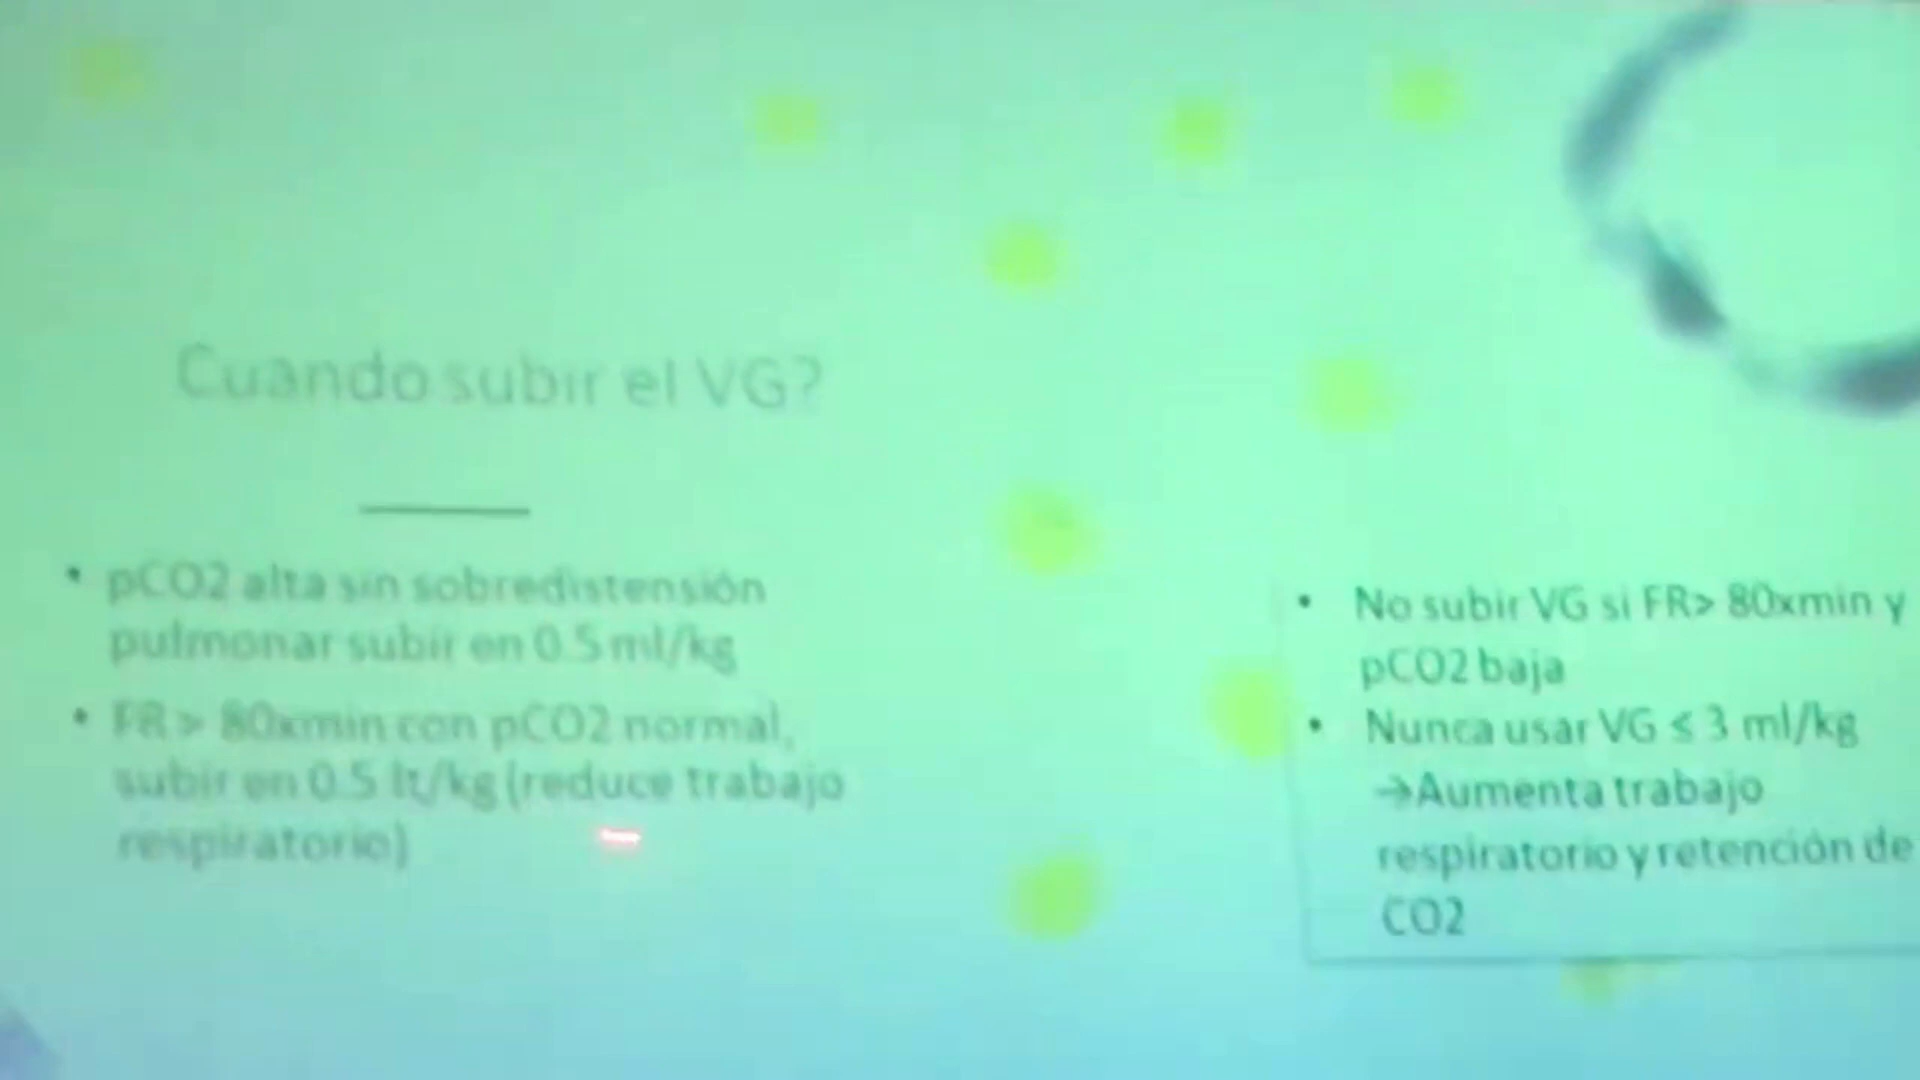 Cuando subir el VG?
• pCO2 alta sin sobredistensión
pulmonar subir en 0.5 ml/kg
• FR> 80xmin con pCO2 normal,
subir en 0.5 lt/kg (reduce trabajo
respiratorio)
• No subir VG si FR> 80xmin y
pCO2 baja
• Nunca usar VG ≤ 3 ml/kg
→Aumenta trabajo
respiratorio y retención de
CO2